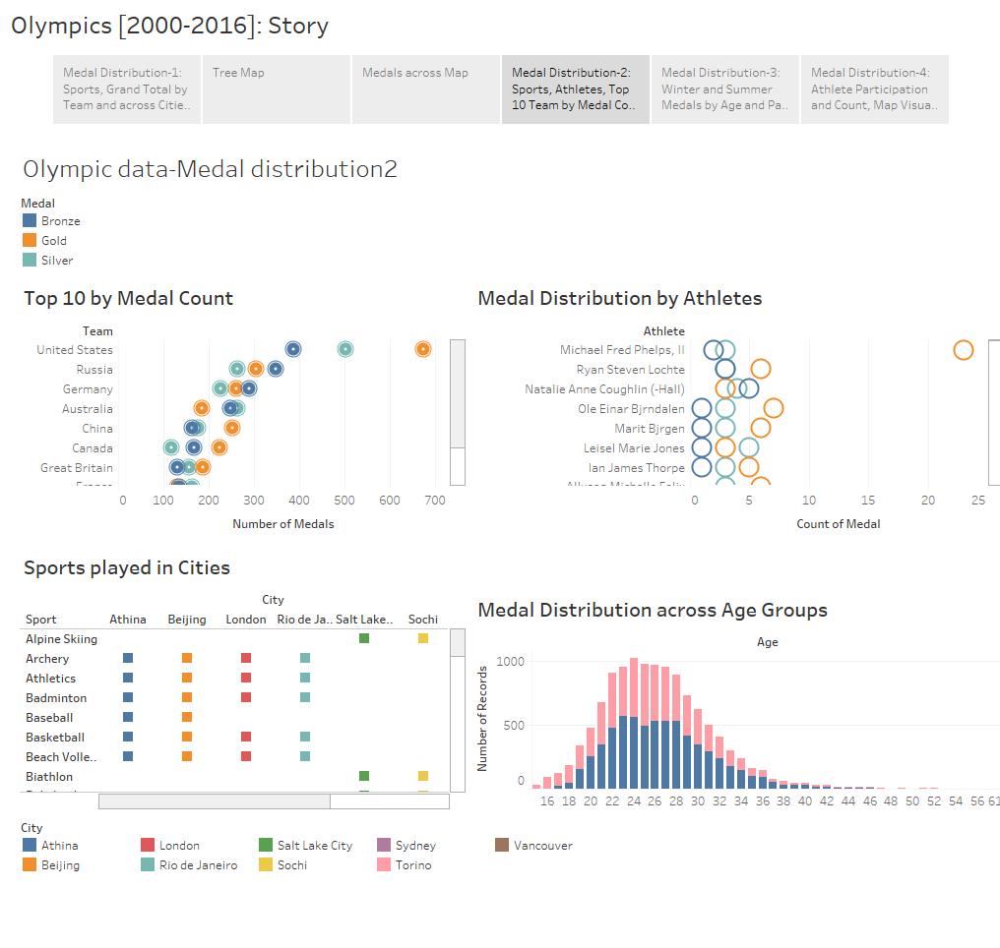 Olympics [2000-2016]: Story
Medal Distribution-1:
Sports, Grand Total by
Team and across Citie..
Tree Map
Medals across Map
Medal Distribution-2:
Sports, Athletes, Top
10 Team by Medal Co..
Medal Distribution-3:
Winter and Summer
Medals by Age and Pa..
Medal Distribution-4:
Athlete Participation
and Count, Map Visua..
Olympic data-Medal distribution2
Medal
Bronze
Gold
Silver
Top 10 by Medal Count
Team
United States
Russia
Germany
Australia
China
Canada
Great Britain
France
0 100 200 300 400 500 600 700
Number of Medals
Medal Distribution by Athletes
Athlete
Michael Fred Phelps, II
Ryan Steven Lochte
Natalie Anne Coughlin (-Hall)
Ole Einar Bjrndalen
Marit Bjrgen
Leisel Marie Jones
Ian James Thorpe
Allyson Michelle Felix
0 5 10 15 20 25
Count of Medal
Sports played in Cities
City
Sport Athina Beijing London Rio de Ja.. Salt Lake.. Sochi
Alpine Skiing
Archery
Athletics
Badminton
Baseball
Basketball
Beach Volle..
Biathlon
Medal Distribution across Age Groups
Age
Number of Records
1000
500
0
16 18 20 22 24 26 28 30 32 34 36 38 40 42 44 46 48 50 52 54 56 61
City
Athina
London
Salt Lake City
Sydney
Vancouver
Beijing
Rio de Janeiro
Sochi
Torino